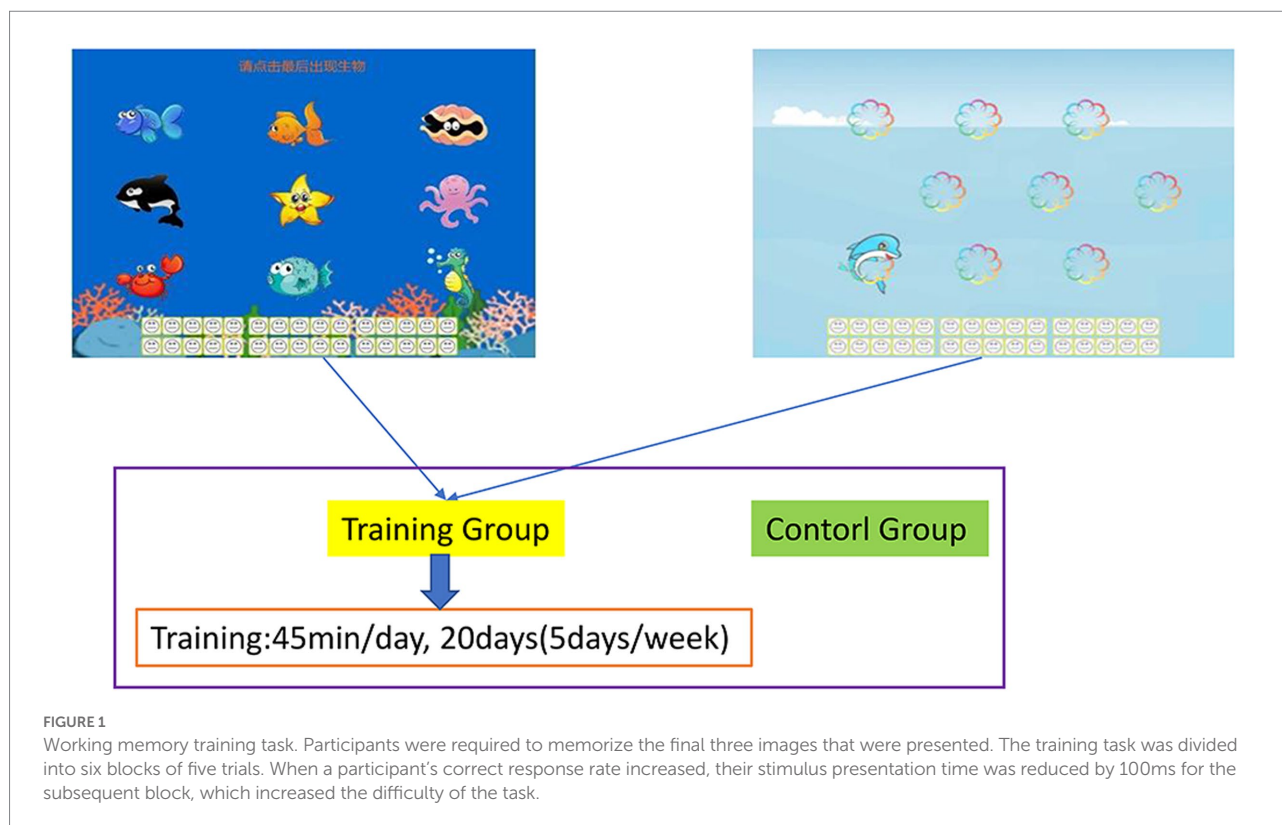 请点击最后出现生物
Training Group
Contorl Group
Training:45min/day, 20days(5days/week)
FIGURE 1
Working memory training task. Participants were required to memorize the final three images that were presented. The training task was divided
into six blocks of five trials. When a participant’s correct response rate increased, their stimulus presentation time was reduced by 100ms for the
subsequent block, which increased the difficulty of the task.